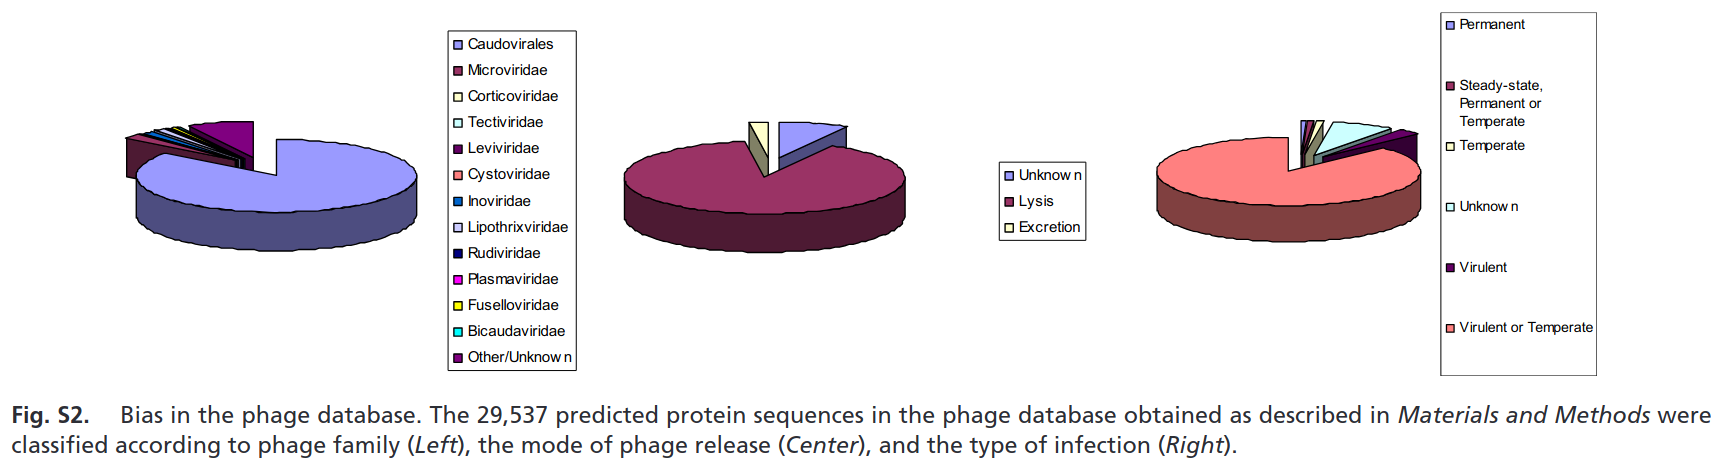 Caudovirales
Microviridae
Corticoviridae
Tectiviridae
Leviviridae
Cystoviridae
Inoviridae
Lipothrixviridae
Rudiviridae
Plasmaviridae
Fuselloviridae
Bicaudaviridae
Other/Unknown
Unknown
Lysis
Excretion
Permanent
Steady-state,
Permanent or
Temperate
Temperate
Unknown
Virulent
Virulent or Temperate
Fig. S2. Bias in the phage database. The 29,537 predicted protein sequences in the phage database obtained as described in Materials and Methods were
classified according to phage family (Left), the mode of phage release (Center), and the type of infection (Right).